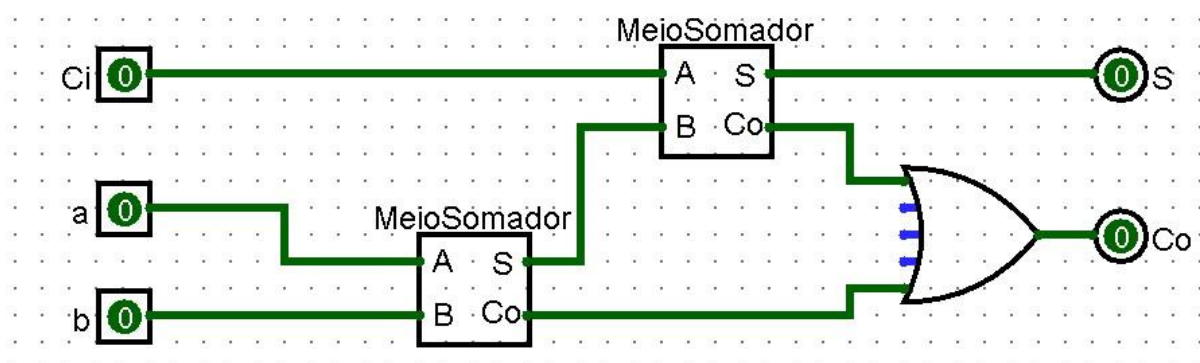 MeioSomador
Ci 0 A S 0 S
B Co
a 0
MeioSomador
A S 0 Co
b 0 B Co